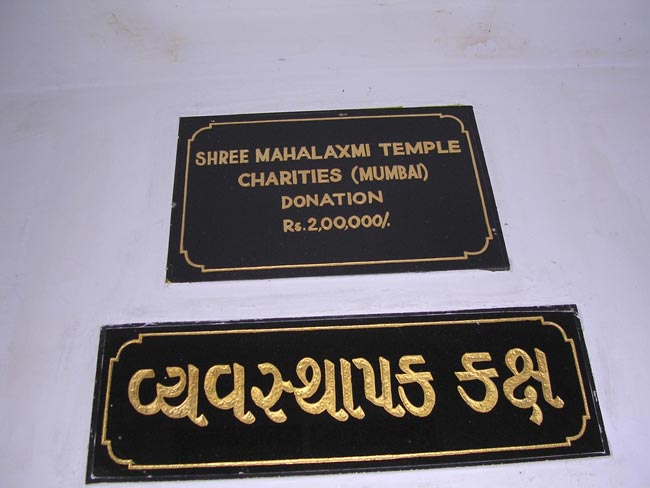 SHREE MAHALAXMI TEMPLE
CHARITIES (MUMBAI)
DONATION
Rs. 2,00,000/.
વ્યવસ્થાપક કક્ષ